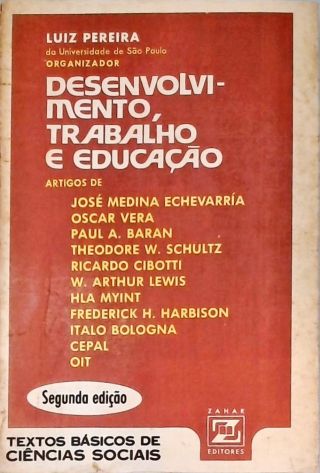 LUIZ PEREIRA
da Universidade de São Paulo
ORGANIZADOR
DESENVOLVI-
MENTO,
TRABALHO
E EDUCAÇÃO
ARTIGOS DE
JOSÉ MEDINA ECHEVARRÍA
OSCAR VERA
PAUL A. BARAN
THEODORE W. SCHULTZ
RICARDO CIBOTTI
W. ARTHUR LEWIS
HLA MYINT
FREDERICK H. HARBISON
ITALO BOLOGNA
CEPAL
OIT
Segunda edição
ZAHAR
EDITORES
TEXTOS BÁSICOS DE
CIÊNCIAS SOCIAIS